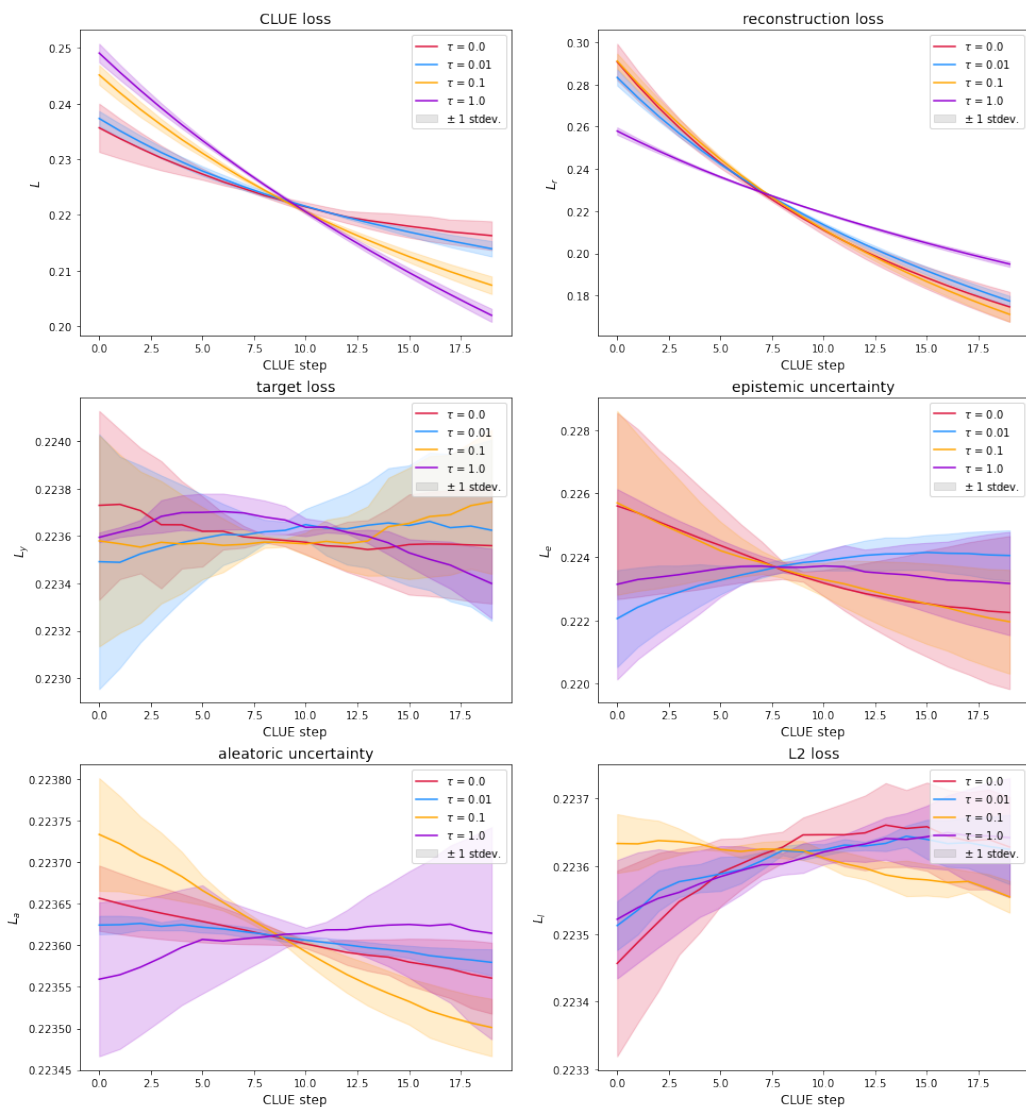 CLUE loss
L
0.25
0.24
0.23
0.22
0.21
0.20
τ = 0.0
τ = 0.01
τ = 0.1
τ = 1.0
± 1 stdev.
0.0 2.5 5.0 7.5 10.0 12.5 15.0 17.5
CLUE step
reconstruction loss
L_r
0.30
0.28
0.26
0.24
0.22
0.20
0.18
τ = 0.0
τ = 0.01
τ = 0.1
τ = 1.0
± 1 stdev.
0.0 2.5 5.0 7.5 10.0 12.5 15.0 17.5
CLUE step
target loss
L_y
0.2240
0.2238
0.2236
0.2234
0.2232
0.2230
τ = 0.0
τ = 0.01
τ = 0.1
τ = 1.0
± 1 stdev.
0.0 2.5 5.0 7.5 10.0 12.5 15.0 17.5
CLUE step
epistemic uncertainty
L_e
0.228
0.226
0.224
0.222
0.220
τ = 0.0
τ = 0.01
τ = 0.1
τ = 1.0
± 1 stdev.
0.0 2.5 5.0 7.5 10.0 12.5 15.0 17.5
CLUE step
aleatoric uncertainty
L_a
0.22380
0.22375
0.22370
0.22365
0.22360
0.22355
0.22350
0.22345
τ = 0.0
τ = 0.01
τ = 0.1
τ = 1.0
± 1 stdev.
0.0 2.5 5.0 7.5 10.0 12.5 15.0 17.5
CLUE step
L2 loss
L_l
0.2237
0.2236
0.2235
0.2234
0.2233
τ = 0.0
τ = 0.01
τ = 0.1
τ = 1.0
± 1 stdev.
0.0 2.5 5.0 7.5 10.0 12.5 15.0 17.5
CLUE step